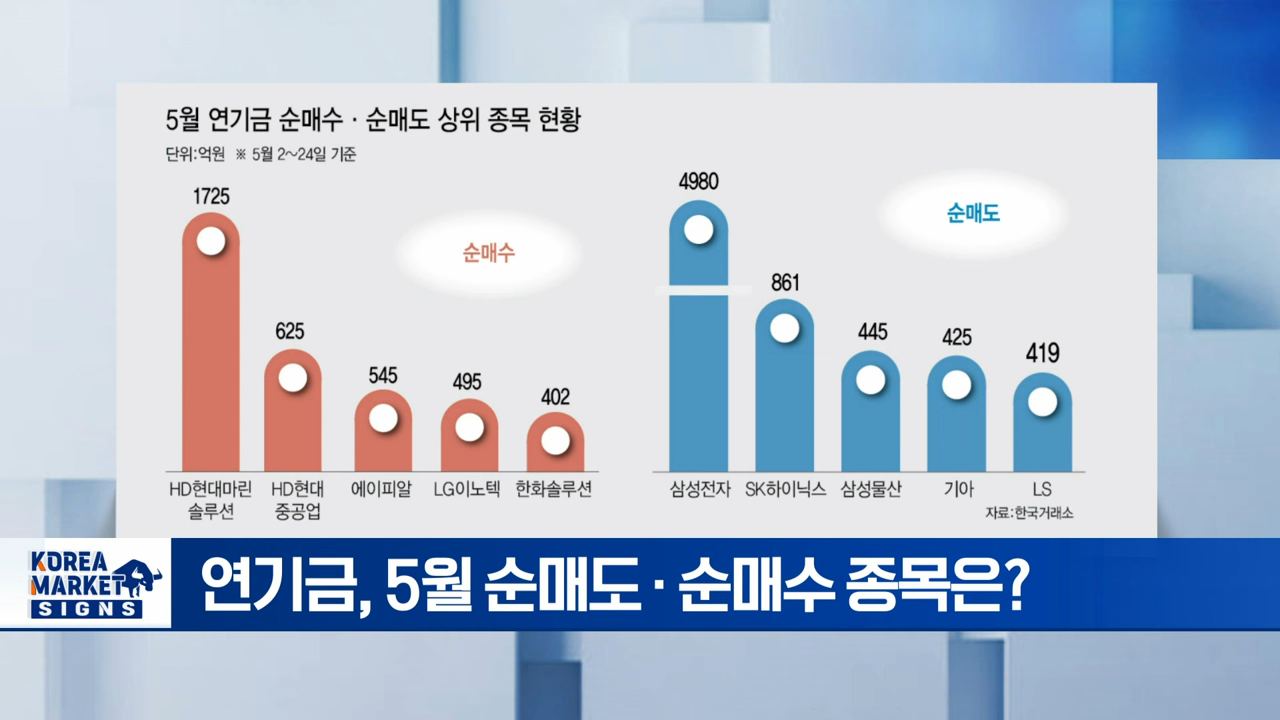 5월 연기금 순매수 · 순매도 상위 종목 현황
단위:억원 ※ 5월 2~24일 기준
순매수
1725
625
545
495
402
HD현대마린
솔루션
HD현대
중공업
에이피알
LG이노텍
한화솔루션
순매도
4980
861
445
425
419
삼성전자
SK하이닉스
삼성물산
기아
LS
자료:한국거래소
KOREA
MARKET
SIGNS
연기금, 5월 순매도 · 순매수 종목은?